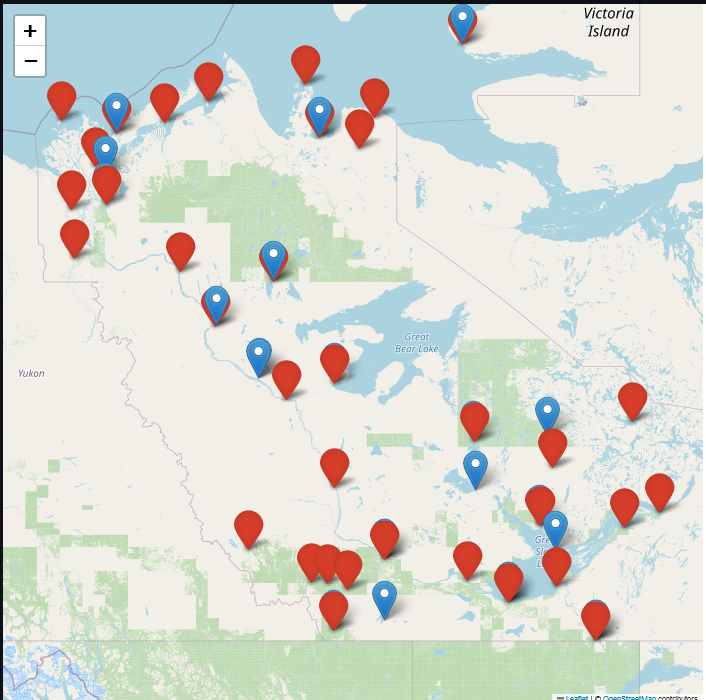 +
−
Victoria
Island
Great
Bear Lake
Yukon
Leaflet | © OpenStreetMap contributors